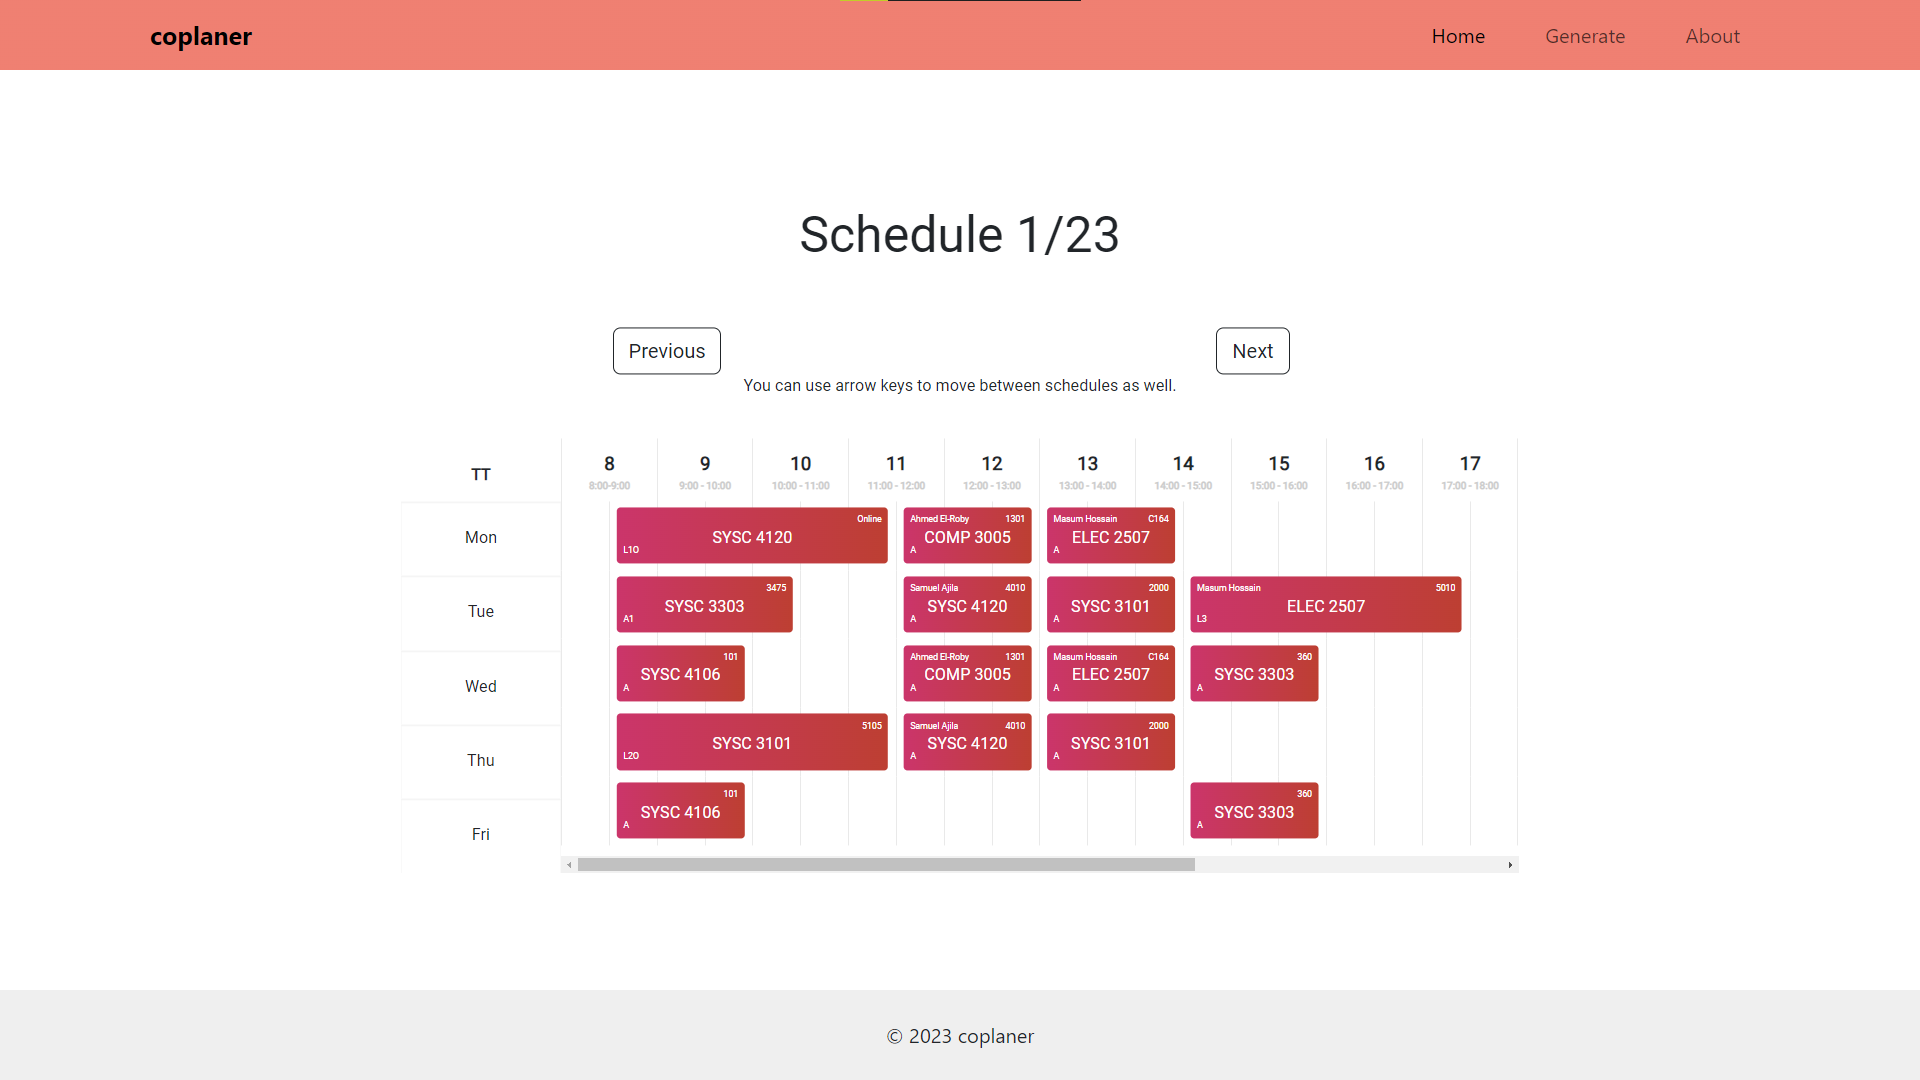 coplaner
Home Generate About
Schedule 1/23
Previous Next
You can use arrow keys to move between schedules as well.
TT 8 9 10 11 12 13 14 15 16 17
8:00-9:00 9:00 - 10:00 10:00 - 11:00 11:00 - 12:00 12:00 - 13:00 13:00 - 14:00 14:00 - 15:00 15:00 - 16:00 16:00 - 17:00 17:00 - 18:00
Mon
Online
SYSC 4120
L1O
Ahmed El-Roby 1301
COMP 3005
A
Masum Hossain C164
ELEC 2507
A
Tue
3475
SYSC 3303
A1
Samuel Ajila 4010
SYSC 4120
A
2000
SYSC 3101
A
Masum Hossain 5010
ELEC 2507
L3
Wed
101
SYSC 4106
A
Ahmed El-Roby 1301
COMP 3005
A
Masum Hossain C164
ELEC 2507
A
360
SYSC 3303
A
Thu
5105
SYSC 3101
L2O
Samuel Ajila 4010
SYSC 4120
A
2000
SYSC 3101
A
Fri
101
SYSC 4106
A
360
SYSC 3303
A
© 2023 coplaner